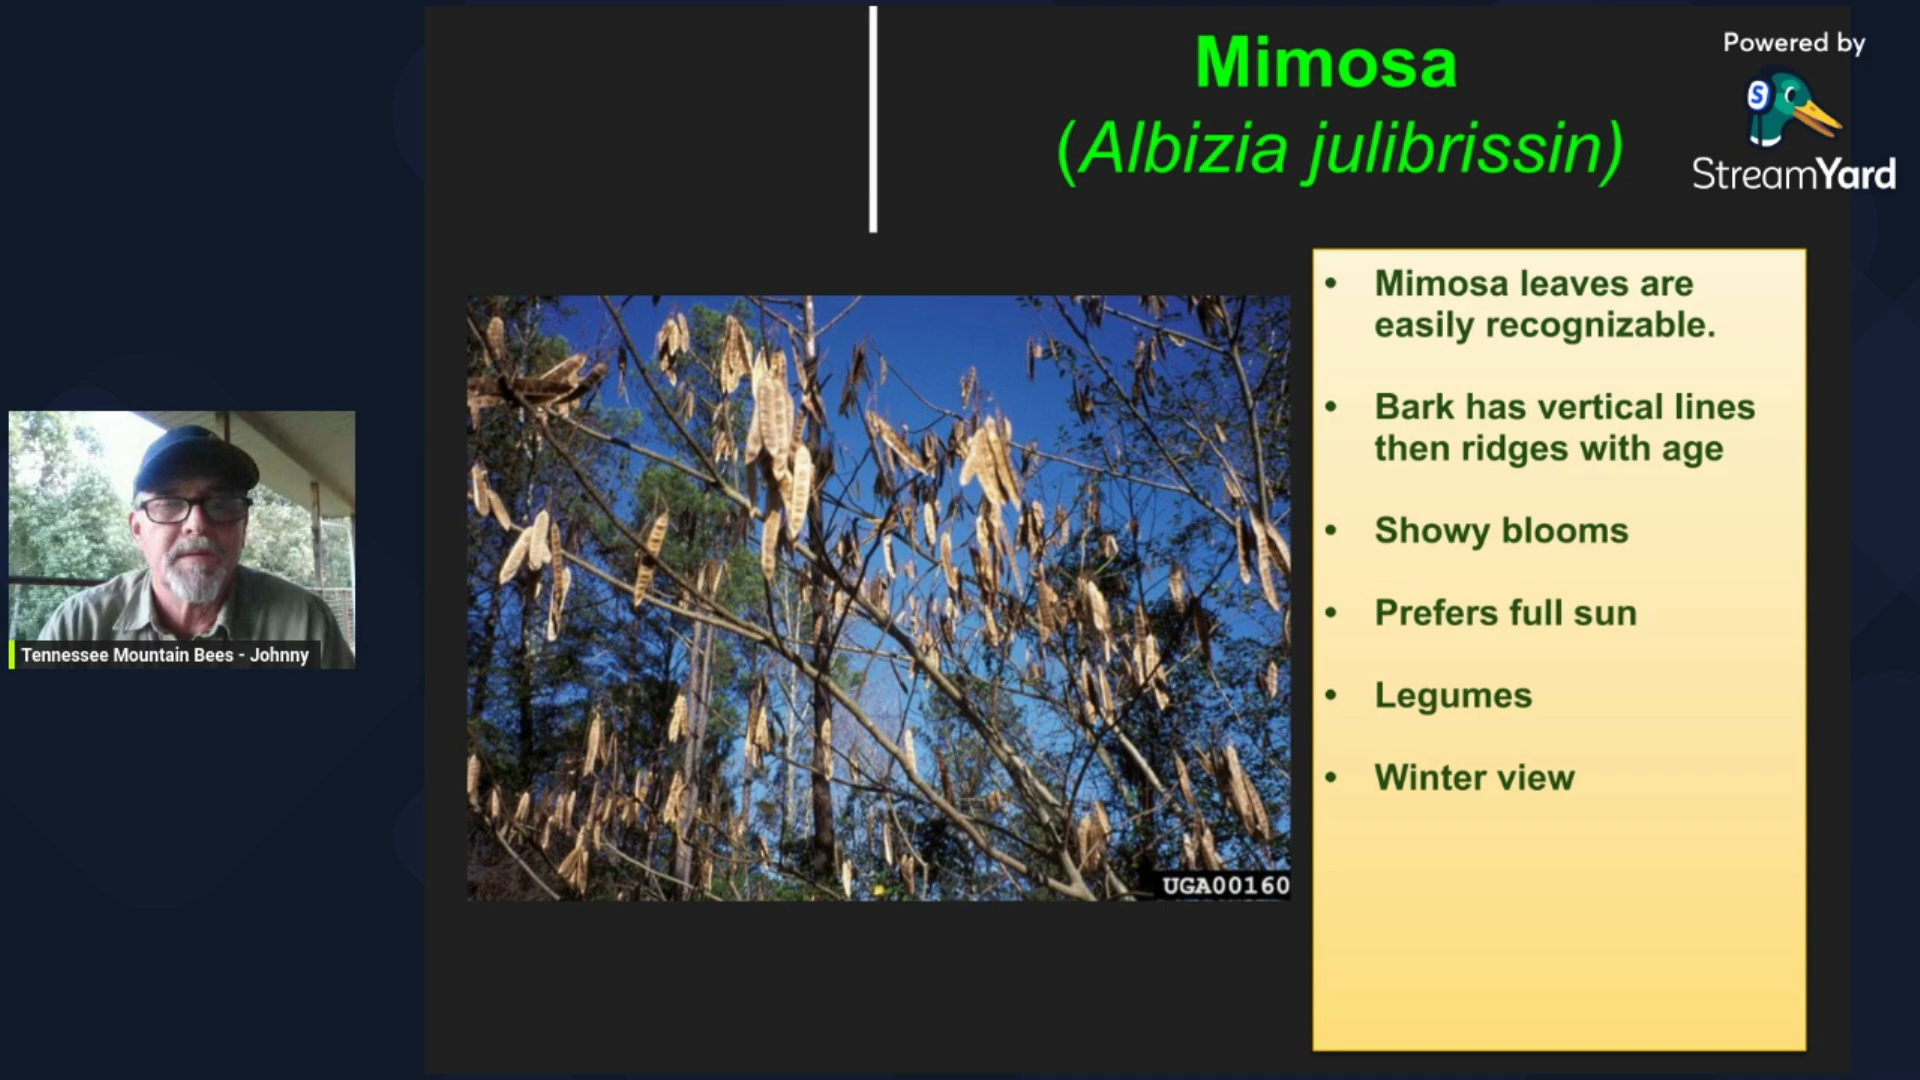 Mimosa
(Albizia julibrissin)
Powered by
S
StreamYard
• Mimosa leaves are
easily recognizable.
• Bark has vertical lines
then ridges with age
• Showy blooms
• Prefers full sun
• Legumes
• Winter view
UGA00160
Tennessee Mountain Bees - Johnny